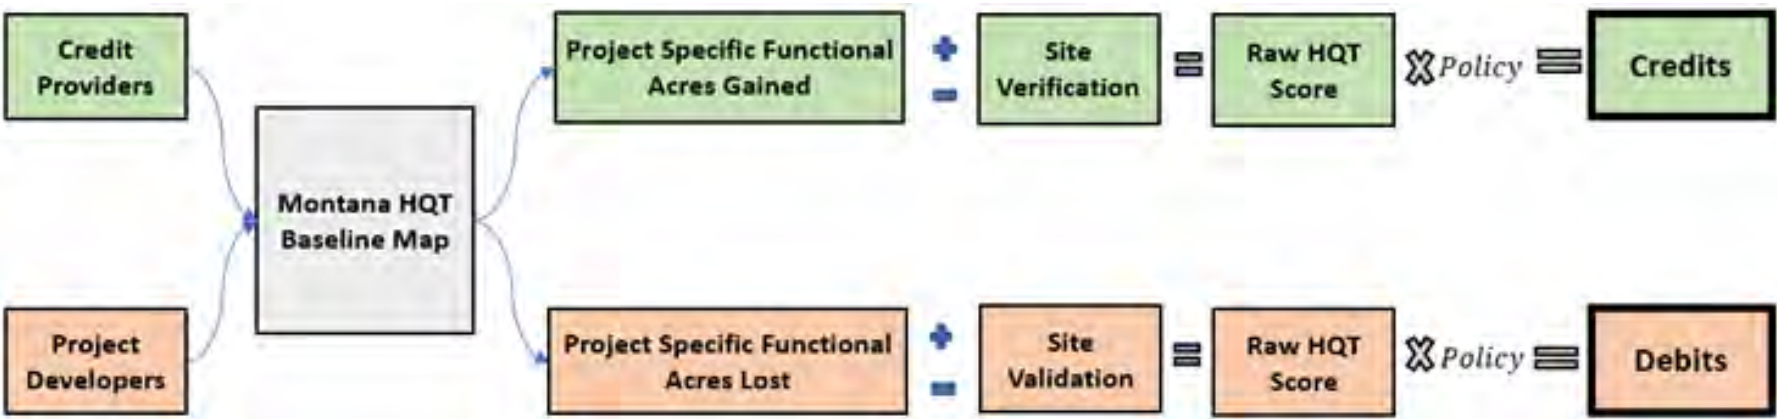 Credit
Providers
Project Specific Functional
Acres Gained
Site
Verification
Raw HQT
Score
Policy
Credits
Montana HQT
Baseline Map
Project
Developers
Project Specific Functional
Acres Lost
Site
Validation
Raw HQT
Score
Policy
Debits